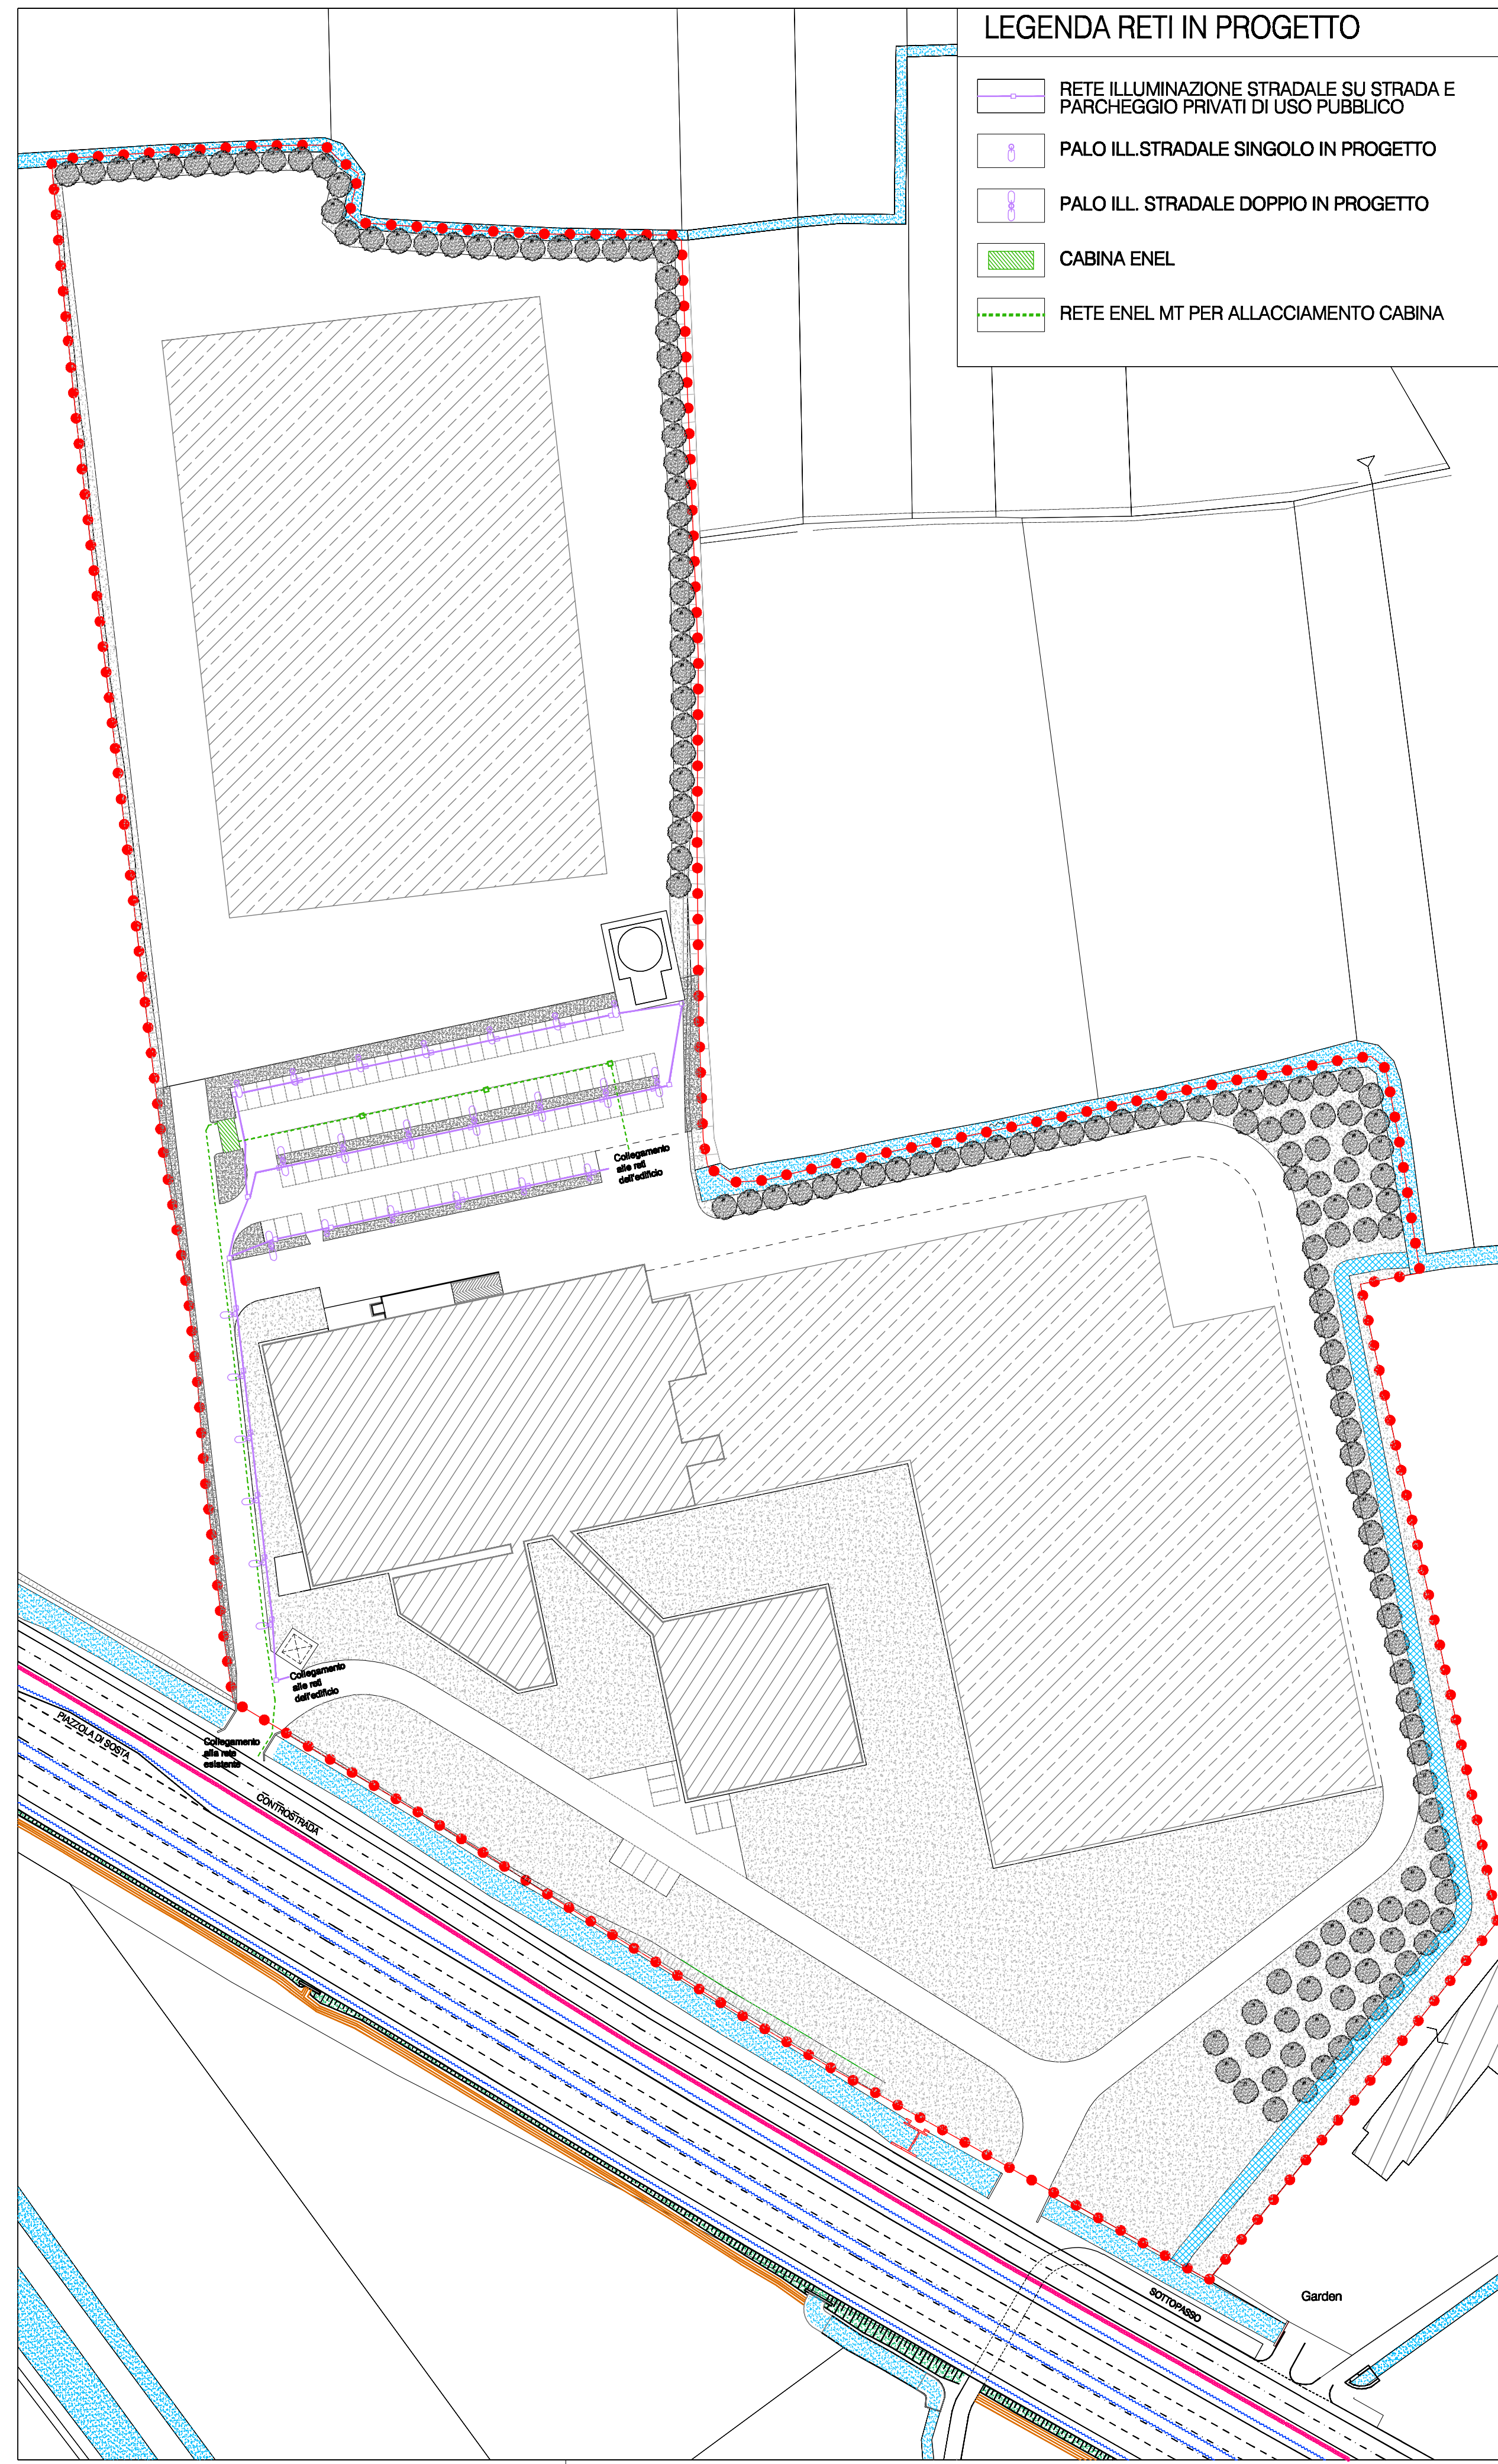 LEGENDA RETI IN PROGETTO
RETE ILLUMINAZIONE STRADALE SU STRADA E
PARCHEGGIO PRIVATI DI USO PUBBLICO
PALO ILL.STRADALE SINGOLO IN PROGETTO
PALO ILL. STRADALE DOPPIO IN PROGETTO
CABINA ENEL
RETE ENEL MT PER ALLACCIAMENTO CABINA
Collegamento
alle reti
dell'edificio
Collegamento
alle reti
dell'edificio
Collegamento
alla rete
esistente
PIAZZOLA DI SOSTA
CONTROSTRADA
SOTTOPASSO
Garden